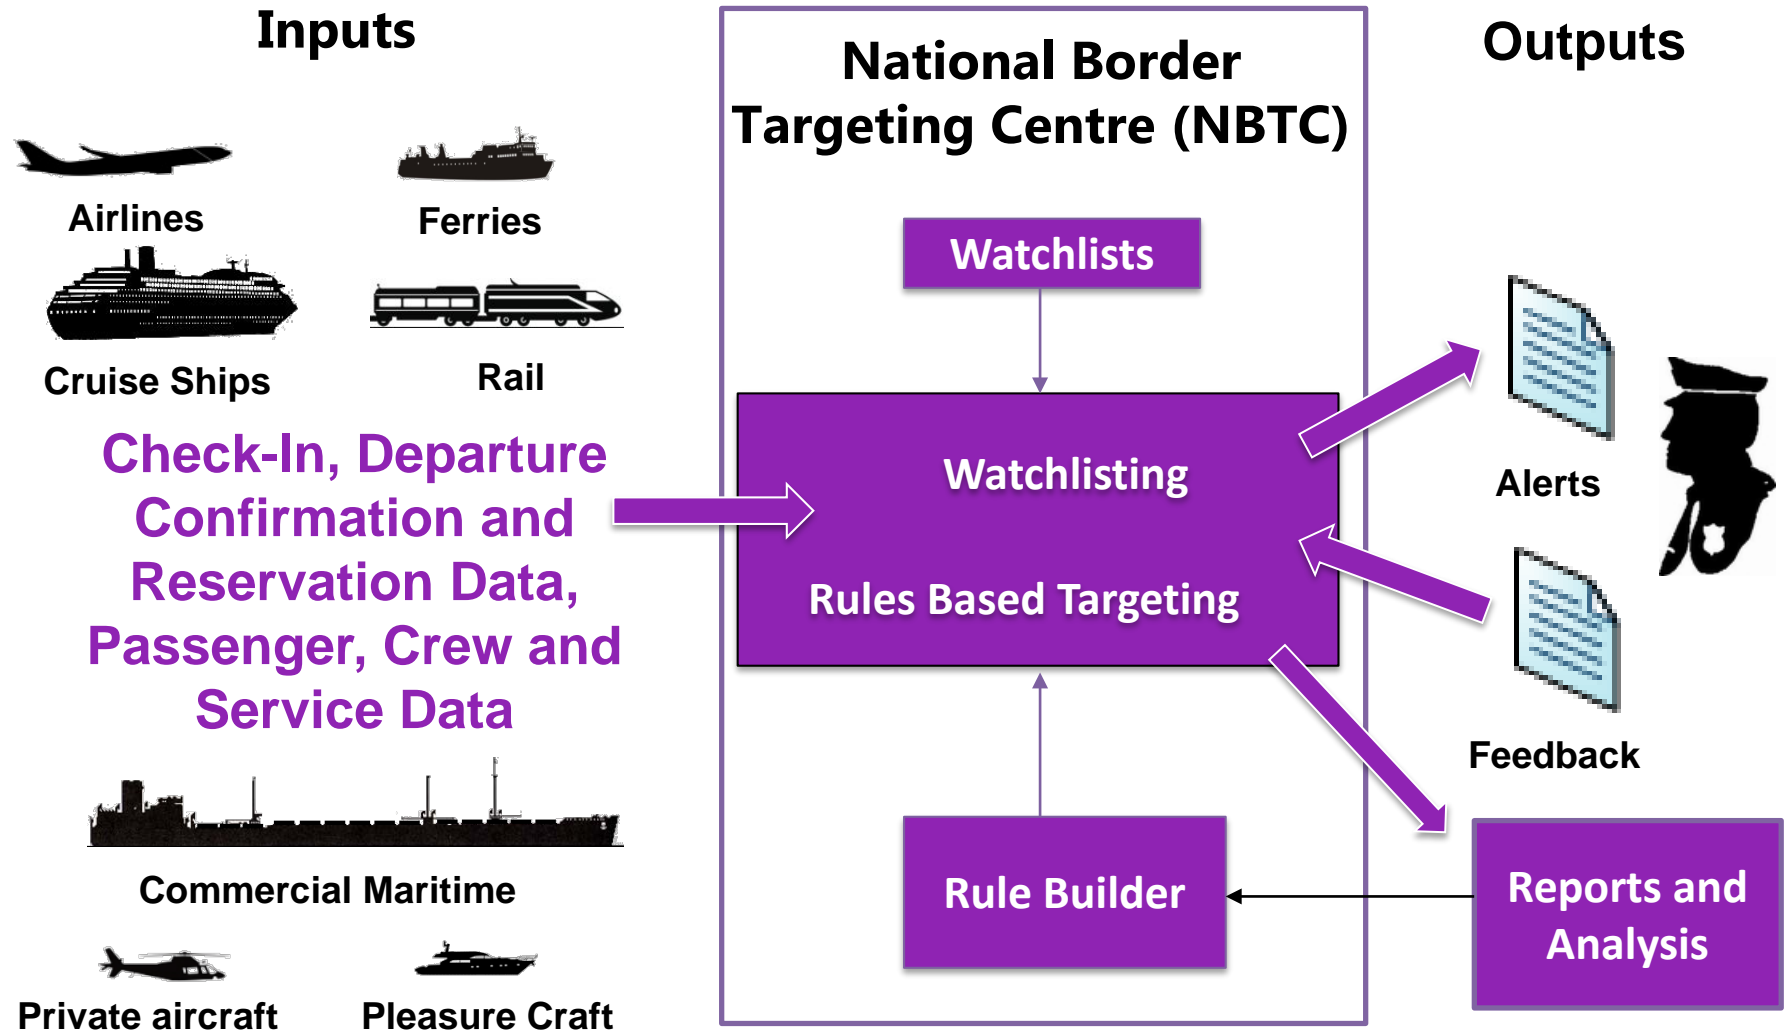 Inputs
Airlines
Ferries
Cruise Ships
Rail
Check-In, Departure
Confirmation and
Reservation Data,
Passenger, Crew and
Service Data
Commercial Maritime
Private aircraft
Pleasure Craft
National Border
Targeting Centre (NBTC)
Watchlists
Watchlisting
Rules Based Targeting
Rule Builder
Outputs
Alerts
Feedback
Reports and
Analysis